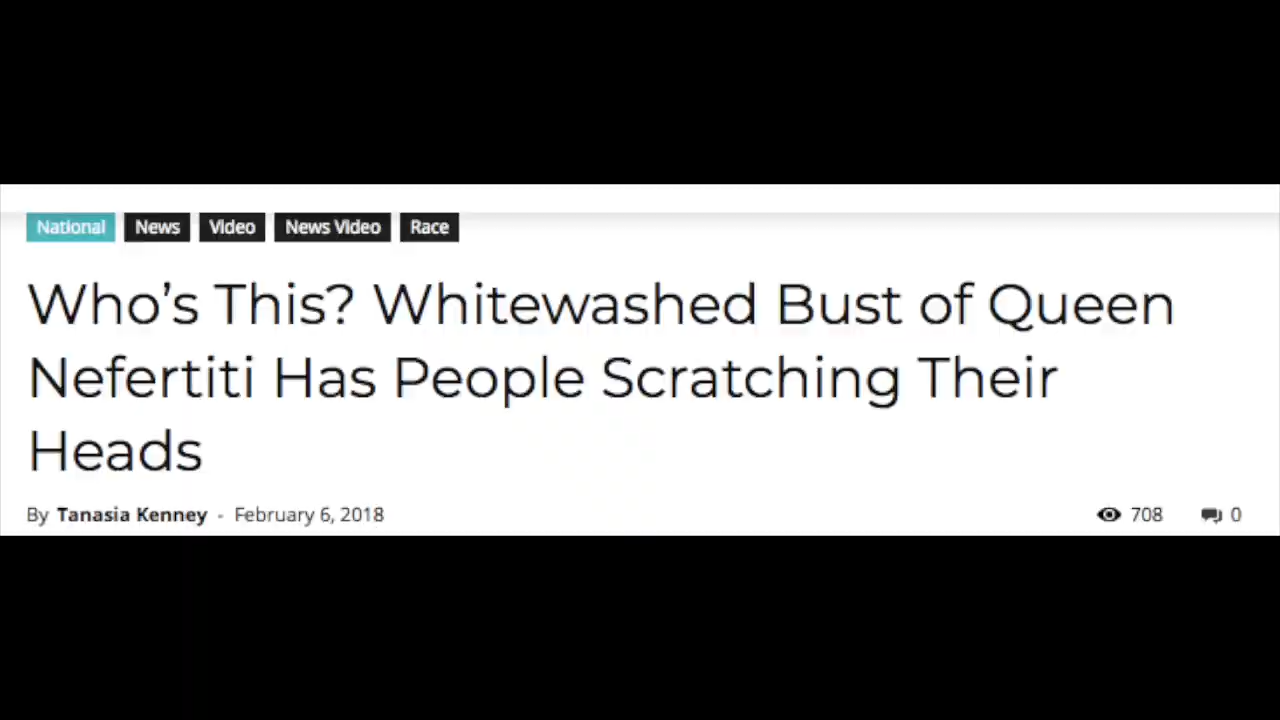 National News Video News Video Race
Who’s This? Whitewashed Bust of Queen
Nefertiti Has People Scratching Their
Heads
By Tanasia Kenney - February 6, 2018 708 0